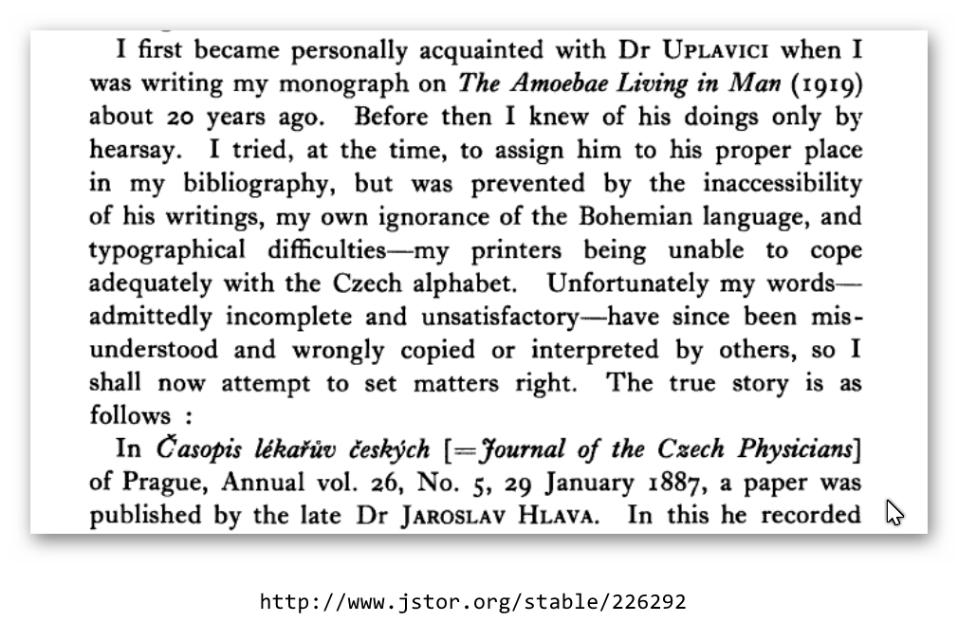 I first became personally acquainted with Dr UPLAVICI when I
was writing my monograph on The Amoebae Living in Man (1919)
about 20 years ago. Before then I knew of his doings only by
hearsay. I tried, at the time, to assign him to his proper place
in my bibliography, but was prevented by the inaccessibility
of his writings, my own ignorance of the Bohemian language, and
typographical difficulties—my printers being unable to cope
adequately with the Czech alphabet. Unfortunately my words—
admittedly incomplete and unsatisfactory—have since been mis-
understood and wrongly copied or interpreted by others, so I
shall now attempt to set matters right. The true story is as
follows :
In Časopis lékařův českých [=Journal of the Czech Physicians]
of Prague, Annual vol. 26, No. 5, 29 January 1887, a paper was
published by the late Dr JAROSLAV HLAVA. In this he recorded
http://www.jstor.org/stable/226292